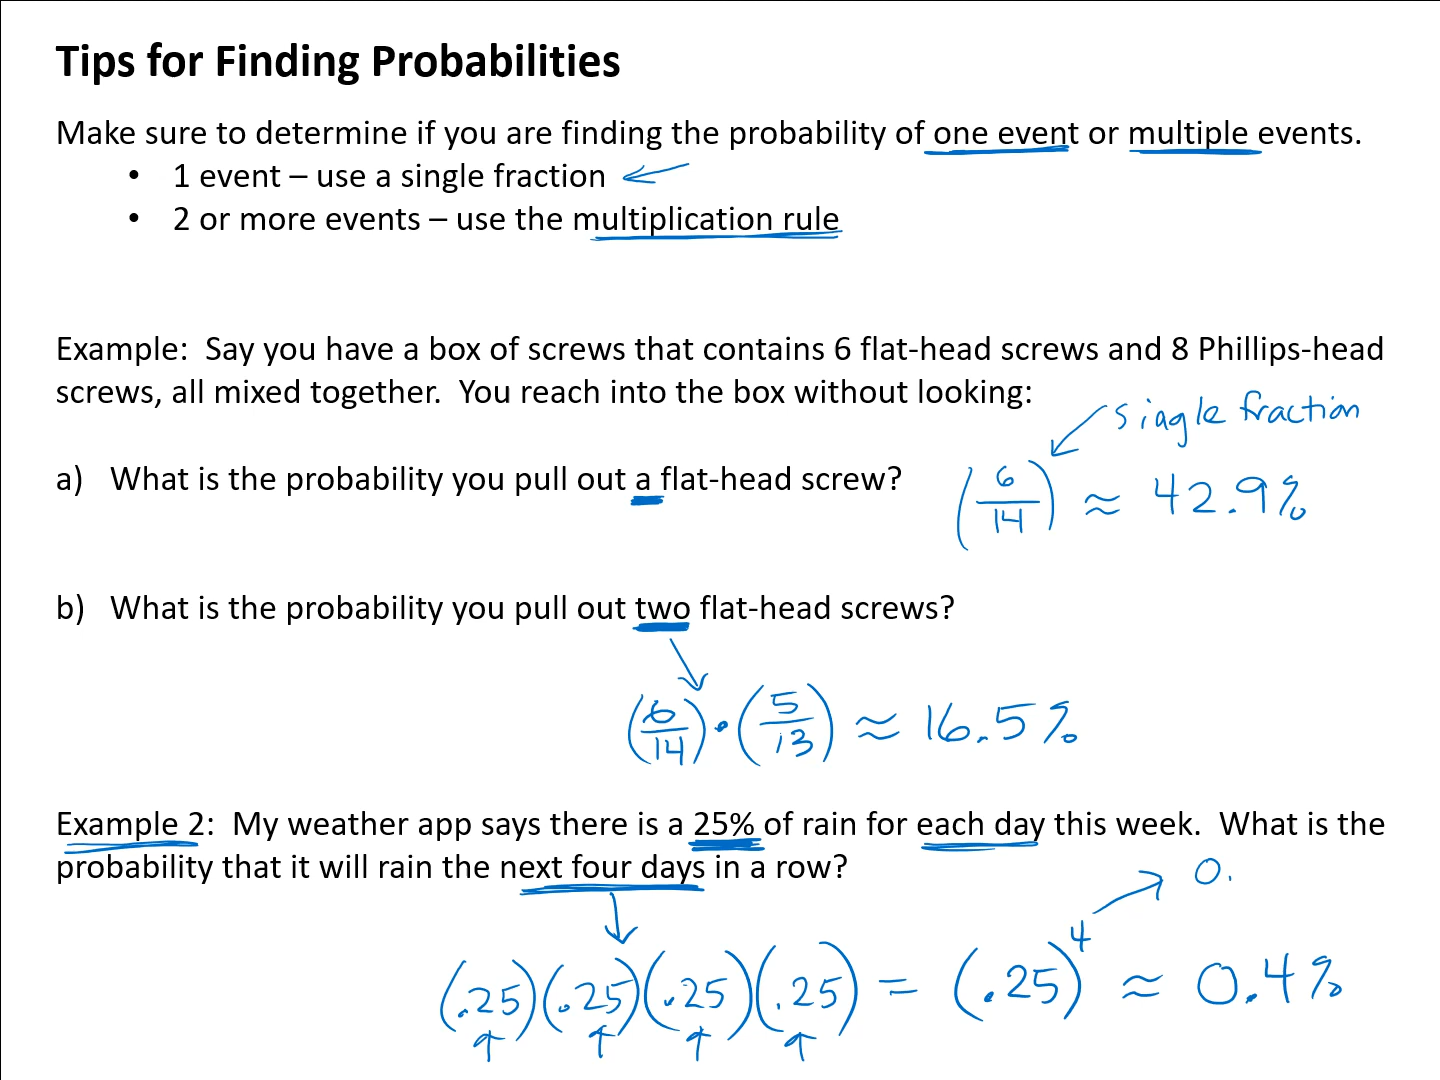 Tips for Finding Probabilities
Make sure to determine if you are finding the probability of one event or multiple events.
• 1 event – use a single fraction
• 2 or more events – use the multiplication rule
Example: Say you have a box of screws that contains 6 flat-head screws and 8 Phillips-head
screws, all mixed together. You reach into the box without looking:
single fraction
a) What is the probability you pull out a flat-head screw? (6/14) ≈ 42.9%
b) What is the probability you pull out two flat-head screws?
(6/14) · (5/13) ≈ 16.5%
Example 2: My weather app says there is a 25% of rain for each day this week. What is the
probability that it will rain the next four days in a row?
0.
(.25)(.25)(.25)(.25) = (.25)⁴ ≈ 0.4%